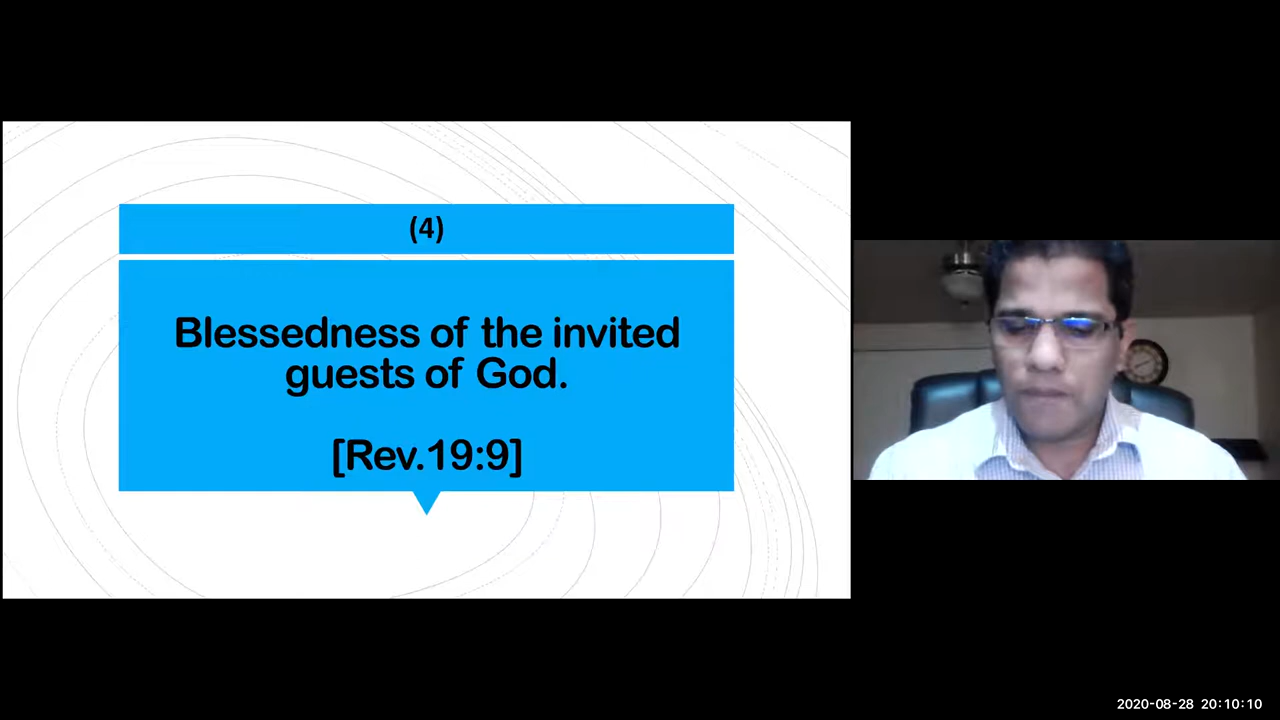 (4)
Blessedness of the invited
guests of God.
[Rev.19:9]
2020-08-28 20:10:10